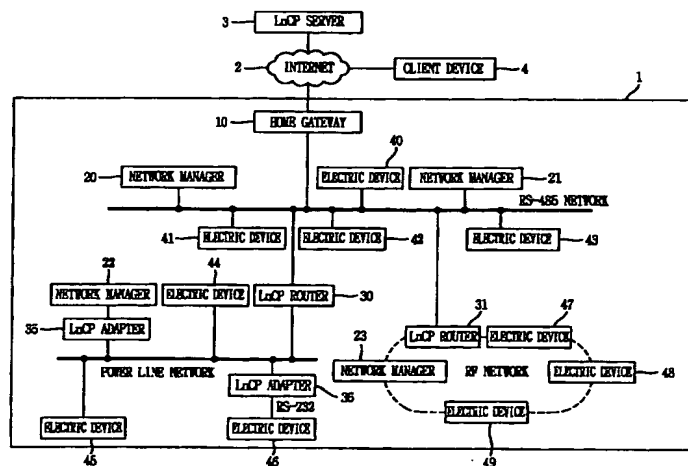 3 LnCP SERVER
2 INTERNET CLIENT DEVICE 4
1
10 HOME GATEWAY
40
20 NETWORK MANAGER ELECTRIC DEVICE NETWORK MANAGER 21
RS-485 NETWORK
41 ELECTRIC DEVICE ELECTRIC DEVICE 42 ELECTRIC DEVICE 43
22 44
NETWORK MANAGER ELECTRIC DEVICE LnCP ROUTER 30
31 47
35 LnCP ADAPTER LnCP ROUTER ELECTRIC DEVICE
23
POWER LINE NETWORK NETWORK MANAGER RF NETWORK ELECTRIC DEVICE 48
LnCP ADAPTER 36
RS-232
ELECTRIC DEVICE
49
ELECTRIC DEVICE ELECTRIC DEVICE
45 46